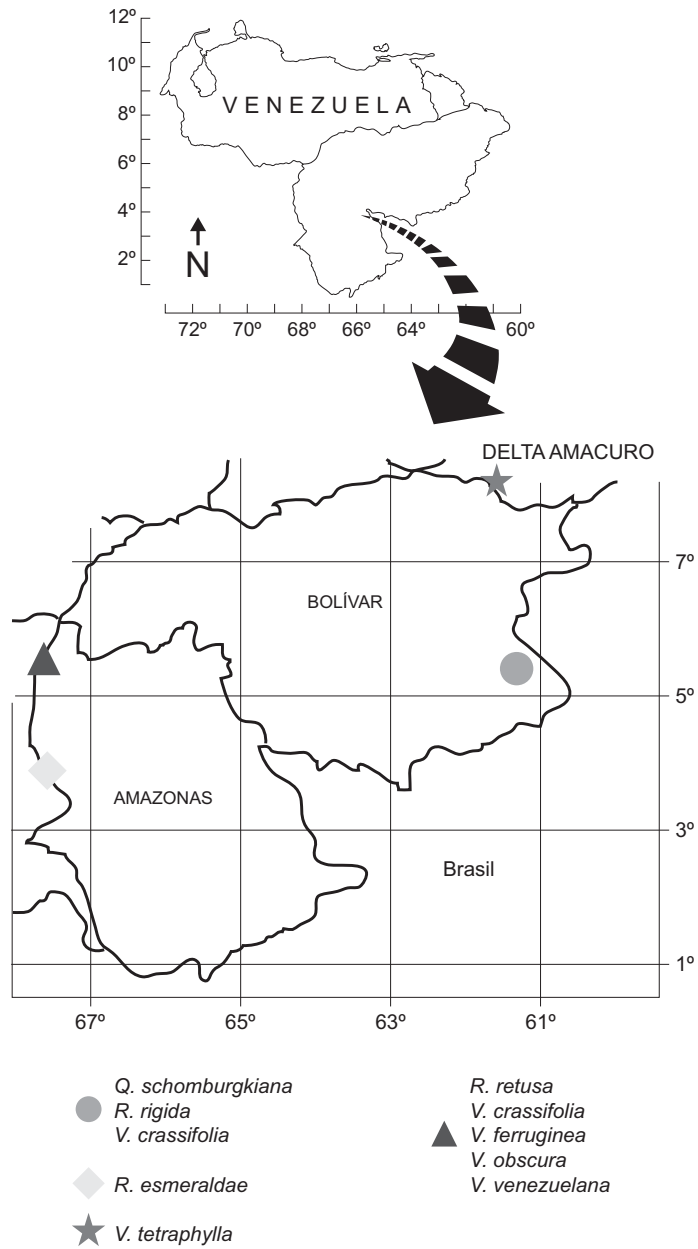 12º
10º
VENEZUELA
8º
6º
4º
N
2º
72º 70º 68º 66º 64º 60º
DELTA AMACURO
7º
BOLÍVAR
5º
AMAZONAS
3º
Brasil
1º
67º 65º 63º 61º
Q. schomburgkiana
R. rigida
V. crassifolia
R. esmeraldae
V. tetraphylla
R. retusa
V. crassifolia
V. ferruginea
V. obscura
V. venezuelana